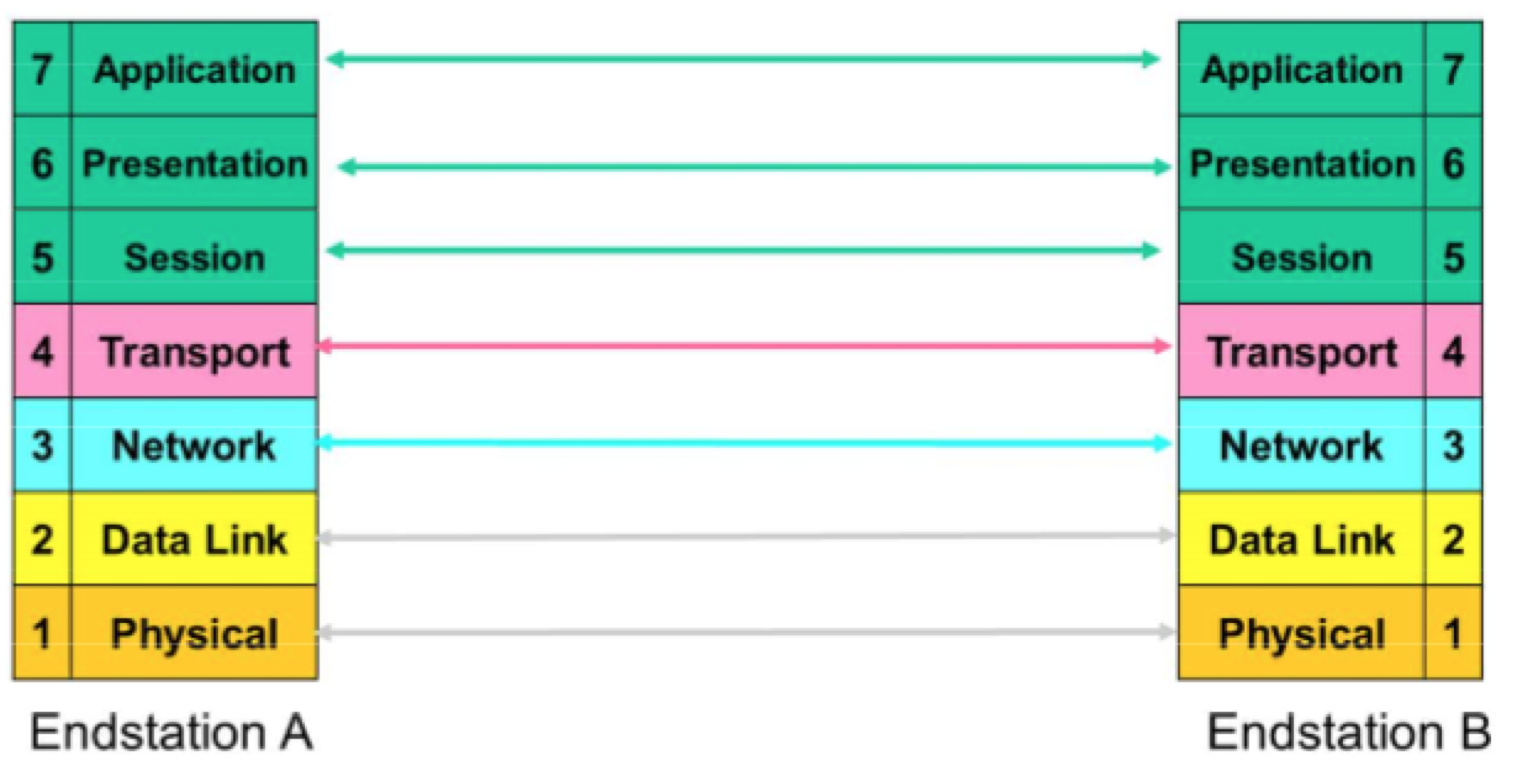 7 Application Application 7
6 Presentation Presentation 6
5 Session Session 5
4 Transport Transport 4
3 Network Network 3
2 Data Link Data Link 2
1 Physical Physical 1
Endstation A Endstation B